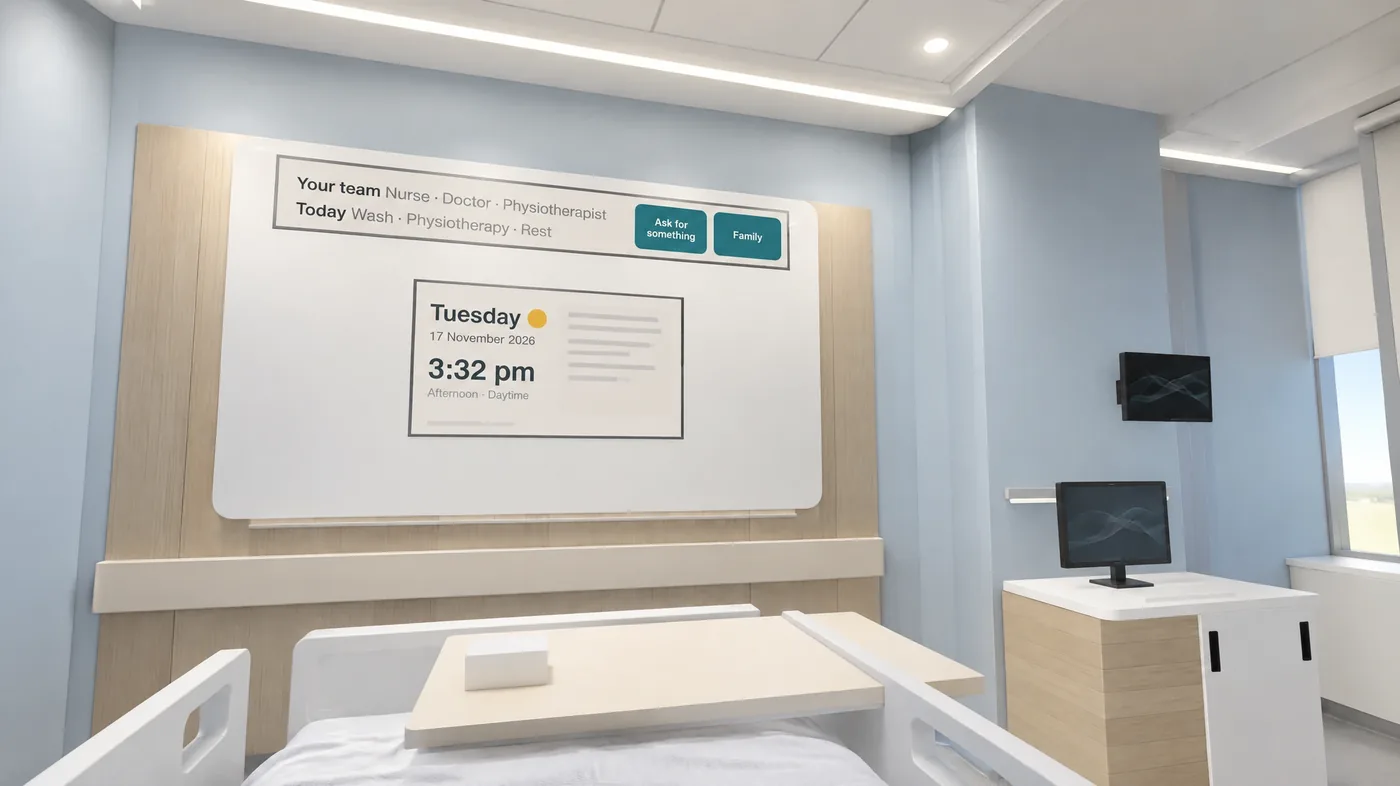 Your team Nurse · Doctor · Physiotherapist
Today Wash · Physiotherapy · Rest
Ask for
something
Family
Tuesday
17 November 2026
3:32 pm
Afternoon · Daytime